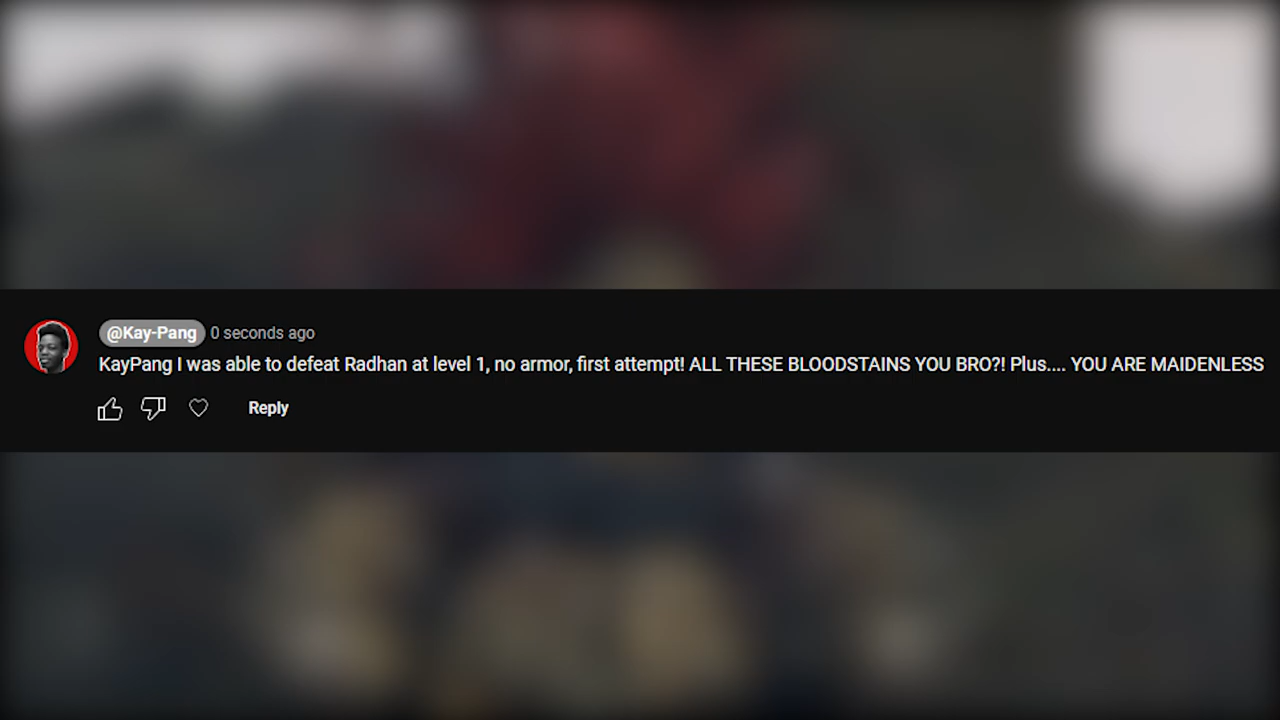 @Kay-Pang 0 seconds ago
KayPang I was able to defeat Radhan at level 1, no armor, first attempt! ALL THESE BLOODSTAINS YOU BRO?! Plus.... YOU ARE MAIDENLESS
Reply